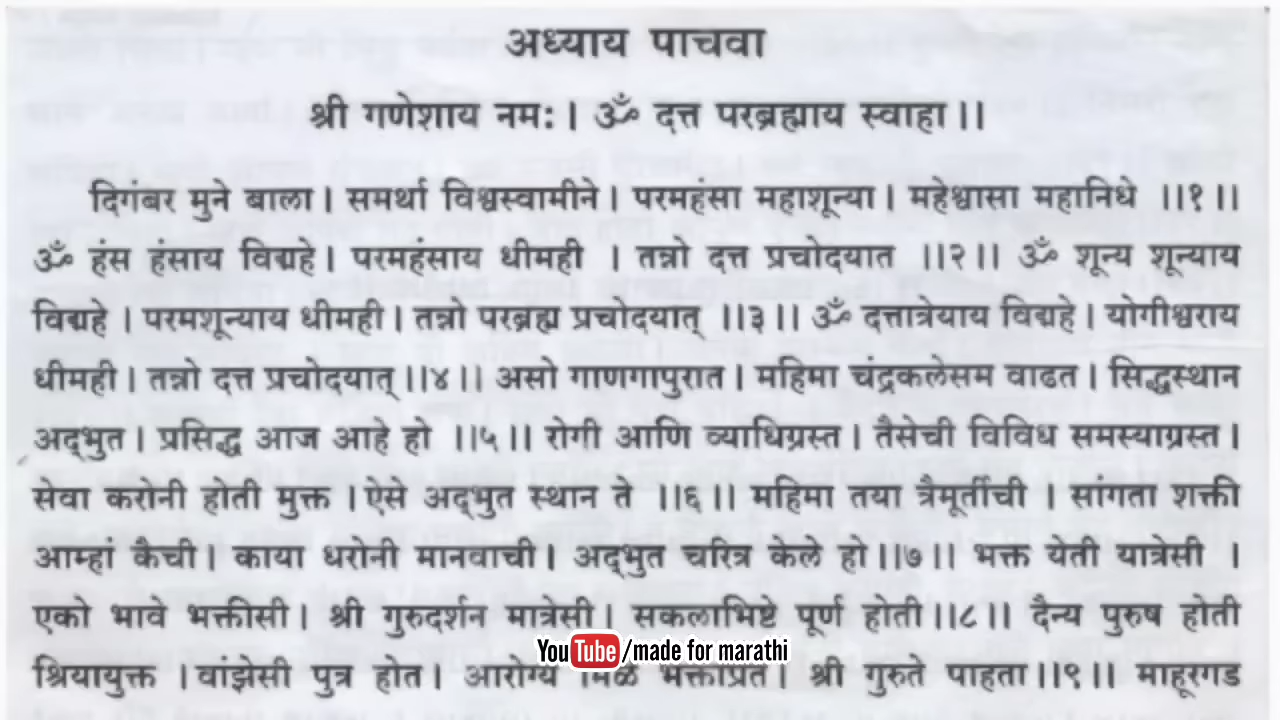 अध्याय पाचवा
श्री गणेशाय नमः। ॐ दत्त परब्रह्माय स्वाहा।।
दिगंबर मुने बाला। समर्था विश्वस्वामीने। परमहंसा महाशून्या। महेश्वासा महानिधे ।।१।।
ॐ हंस हंसाय विद्महे। परमहंसाय धीमही । तन्नो दत्त प्रचोदयात ।।२।। ॐ शून्य शून्याय
विद्महे। परमशून्याय धीमही। तन्नो परब्रह्म प्रचोदयात् ।।३।। ॐ दत्तात्रेयाय विद्महे। योगीश्वराय
धीमही। तन्नो दत्त प्रचोदयात्।।४।। असो गाणगापुरात। महिमा चंद्रकलेसम वाढत। सिद्धस्थान
अद्‌भुत। प्रसिद्ध आज आहे हो ।।५।। रोगी आणि व्याधिग्रस्त। तैसेची विविध समस्याग्रस्त।
सेवा करोनी होती मुक्त ।ऐसे अद्‌भुत स्थान ते ।।६।। महिमा तया त्रैमूर्तीची । सांगता शक्ती
आम्हां कैची। काया धरोनी मानवाची। अद्‌भुत चरित्र केले हो।।७।। भक्त येती यात्रेसी ।
एको भावे भक्तीसी। श्री गुरुदर्शन मात्रेसी। सकलाभिष्टे पूर्ण होती।।८।। दैन्य पुरुष होती
श्रियायुक्त ।वांझेसी पुत्र होत। आरोग्य मिळे भक्ताप्रत। श्री गुरुते पाहता।।९।। माहूरगड
YouTube/made for marathi